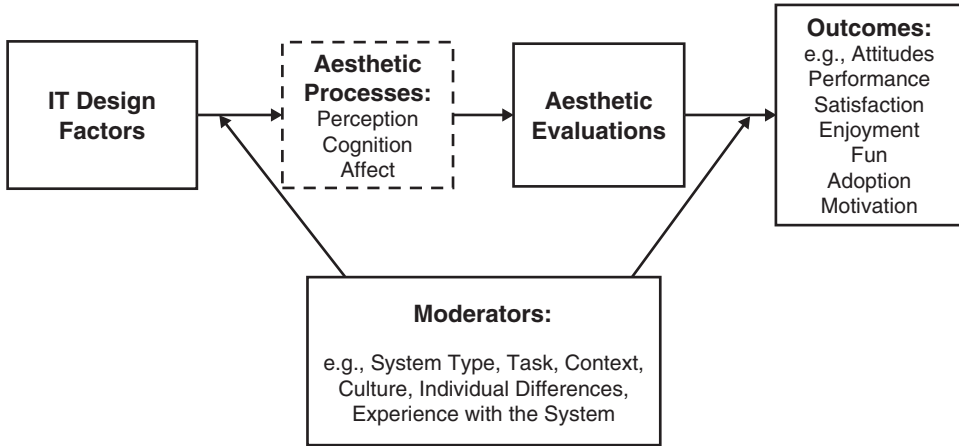 IT Design
Factors
Aesthetic
Processes:
Perception
Cognition
Affect
Aesthetic
Evaluations
Outcomes:
e.g., Attitudes
Performance
Satisfaction
Enjoyment
Fun
Adoption
Motivation
Moderators:
e.g., System Type, Task, Context,
Culture, Individual Differences,
Experience with the System